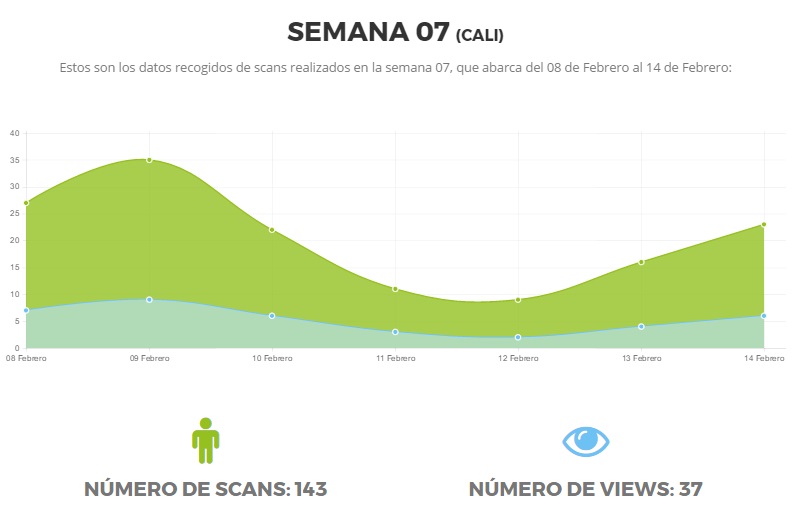 SEMANA 07 (CALI)
Estos son los datos recogidos de scans realizados en la semana 07, que abarca del 08 de Febrero al 14 de Febrero:
40
35
30
25
20
15
10
5
0
08 Febrero 09 Febrero 10 Febrero 11 Febrero 12 Febrero 13 Febrero 14 Febrero
NÚMERO DE SCANS: 143 NÚMERO DE VIEWS: 37